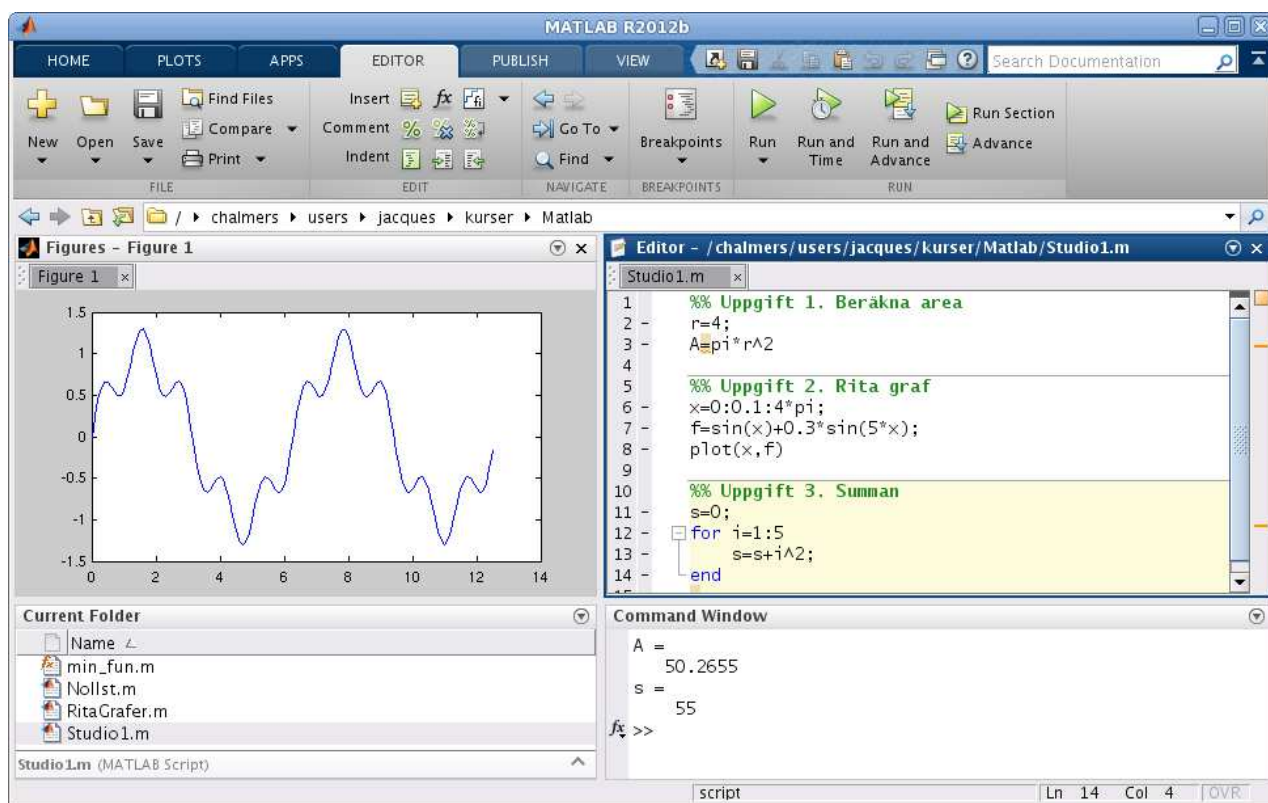 MATLAB R2012b
HOME PLOTS APPS EDITOR PUBLISH VIEW Search Documentation
New Open Save Find Files Compare Print
FILE
Insert fx fi
Comment % %
Indent
EDIT
Go To
Find
NAVIGATE
Breakpoints
BREAKPOINTS
Run Run and Time Run and Advance Run Section Advance
RUN
/ chalmers users jacques kurser Matlab
Figures - Figure 1
Figure 1
1.5
1
0.5
0
-0.5
-1
-1.5
0 2 4 6 8 10 12 14
Editor - /chalmers/users/jacques/kurser/Matlab/Studio1.m
Studio1.m
1 %% Uppgift 1. Beräkna area
2 - r=4;
3 - A=pi*r^2
4
5 %% Uppgift 2. Rita graf
6 - x=0:0.1:4*pi;
7 - f=sin(x)+0.3*sin(5*x);
8 - plot(x,f)
9
10 %% Uppgift 3. Summan
11 - s=0;
12 - for i=1:5
13 - s=s+i^2;
14 - end
Current Folder
Name
min_fun.m
Nollst.m
RitaGrafer.m
Studio1.m
Studio1.m (MATLAB Script)
Command Window
A =
50.2655
s =
55
fx >>
script Ln 14 Col 4 OVR